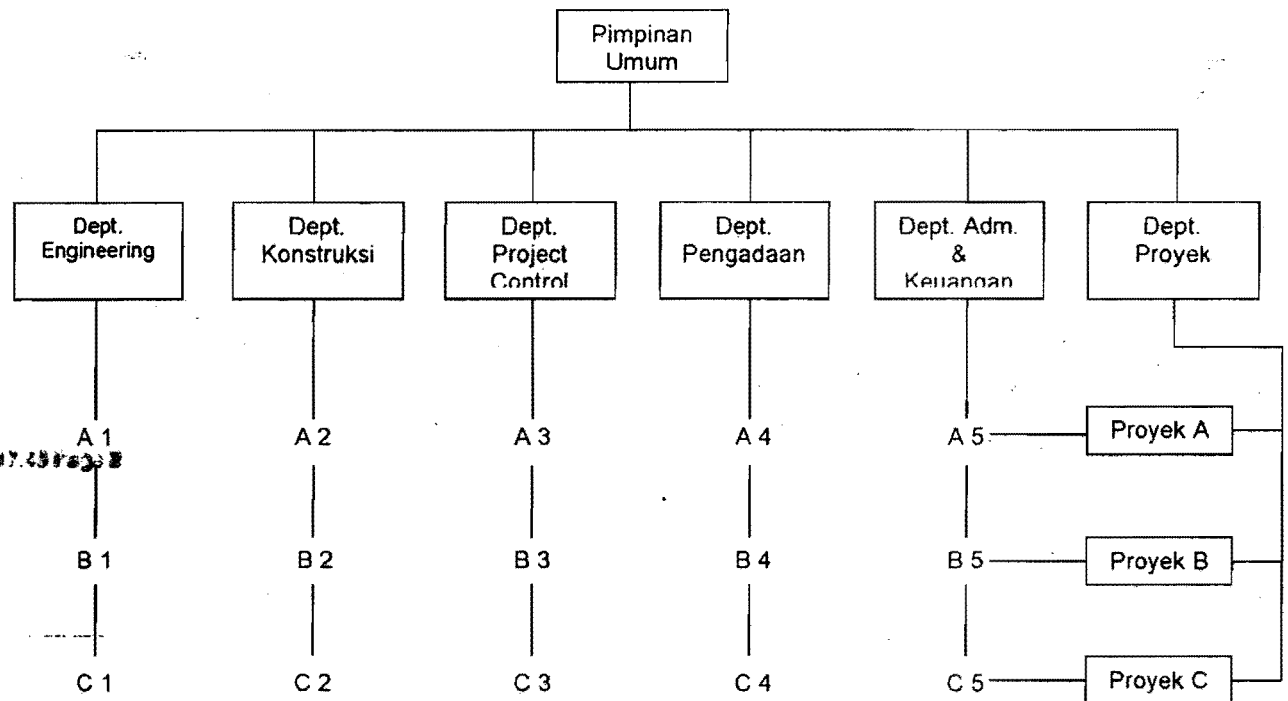 Pimpinan
Umum
Dept.
Engineering
Dept.
Konstruksi
Dept.
Project
Control
Dept.
Pengadaan
Dept. Adm.
&
Keuangan
Dept.
Proyek
A 1
A 2
A 3
A 4
A 5
Proyek A
B 1
B 2
B 3
B 4
B 5
Proyek B
C 1
C 2
C 3
C 4
C 5
Proyek C